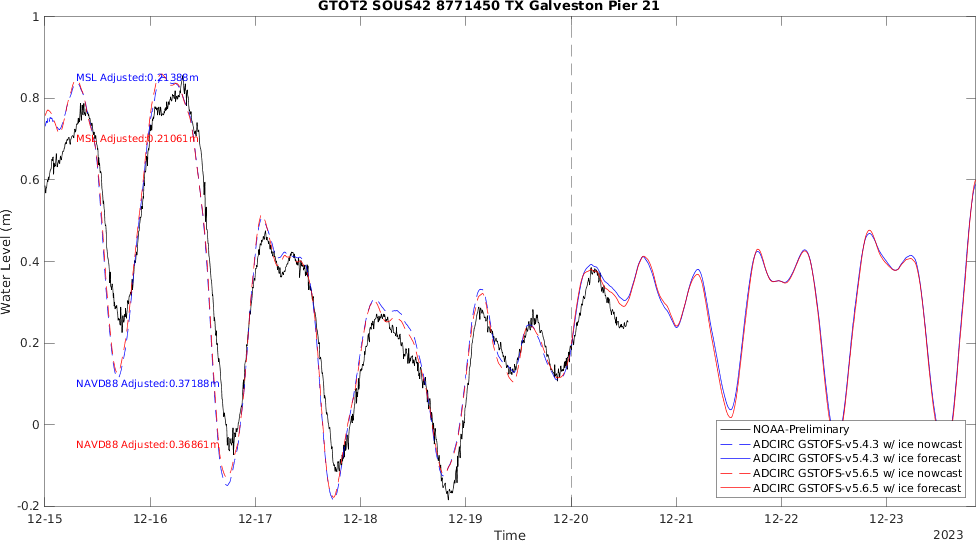 GTOT2 SOUS42 8771450 TX Galveston Pier 21
1
0.8
0.6
0.4
0.2
0
-0.2
Water Level (m)
MSL Adjusted:0.21383m
MSL Adjusted:0.21061m
NAVD88 Adjusted:0.37188m
NAVD88 Adjusted:0.36861m
NOAA-Preliminary
ADCIRC GSTOFS-v5.4.3 w/ ice nowcast
ADCIRC GSTOFS-v5.4.3 w/ ice forecast
ADCIRC GSTOFS-v5.6.5 w/ ice nowcast
ADCIRC GSTOFS-v5.6.5 w/ ice forecast
12-15 12-16 12-17 12-18 12-19 12-20 12-21 12-22 12-23
Time
2023